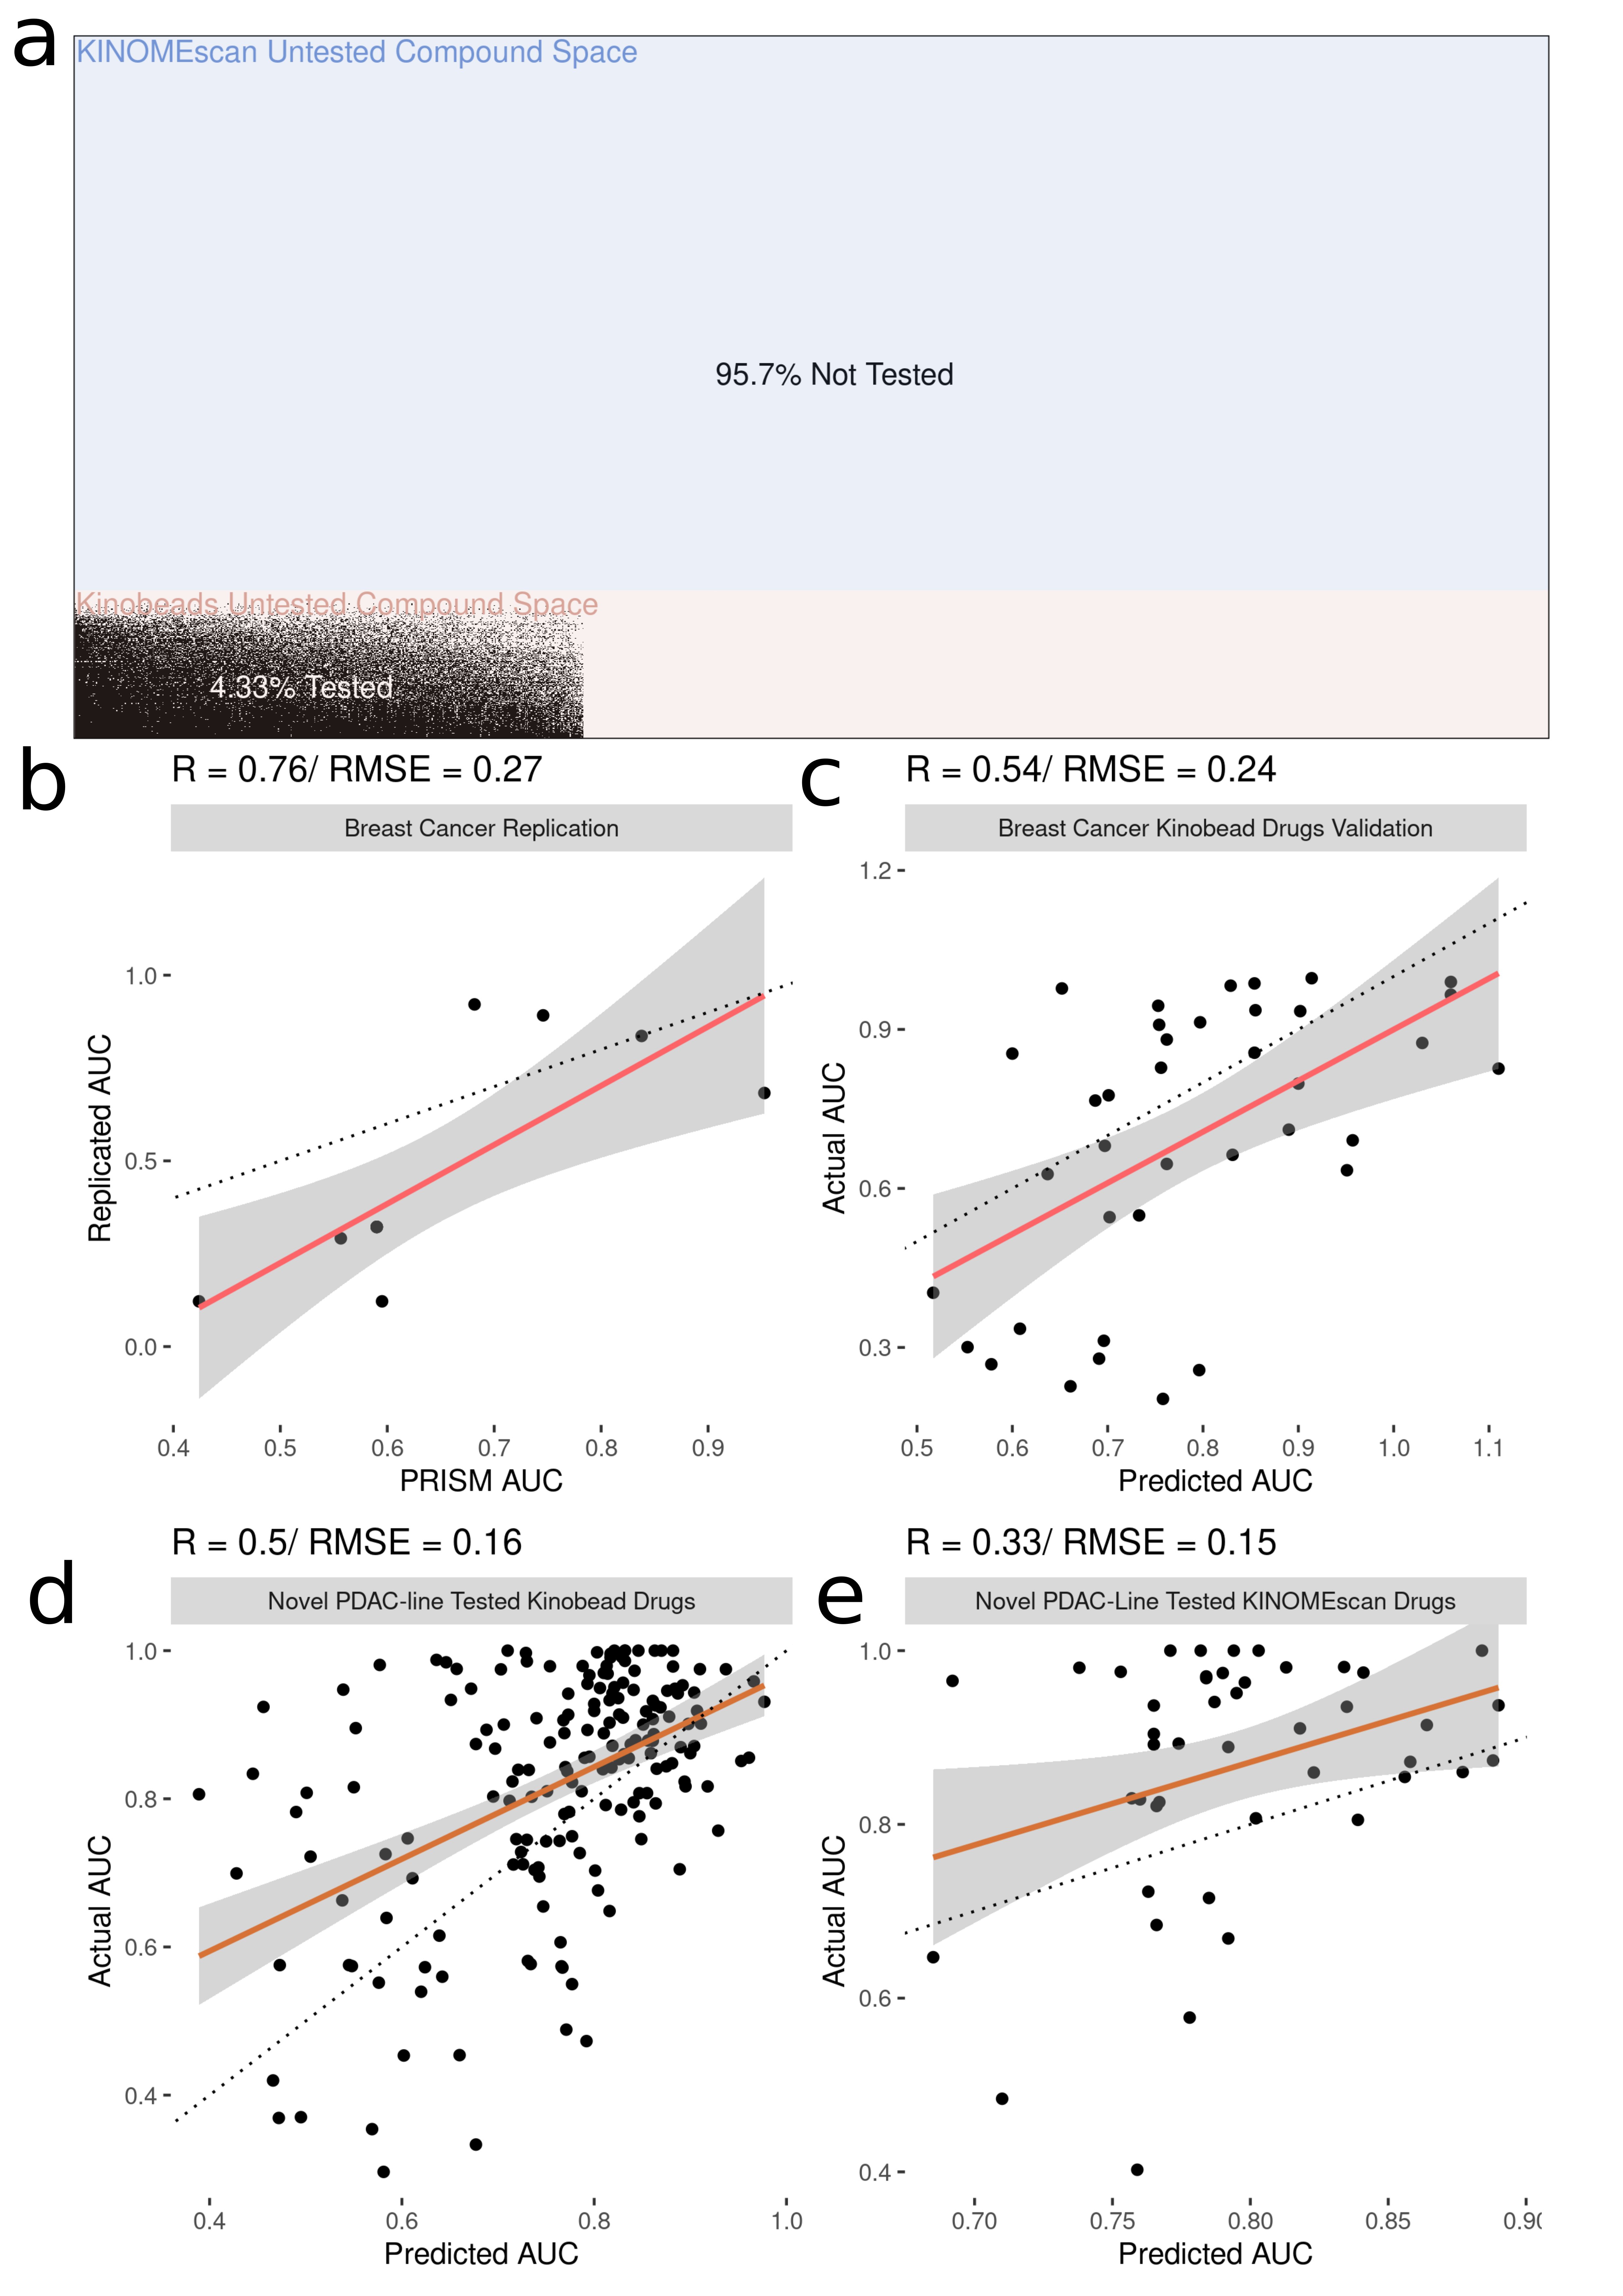 a
KINOMEscan Untested Compound Space
95.7% Not Tested
Kinobeads Untested Compound Space
4.33% Tested
b
R = 0.76/ RMSE = 0.27
Breast Cancer Replication
Replicated AUC
1.0
0.5
0.0
0.4 0.5 0.6 0.7 0.8 0.9
PRISM AUC
c
R = 0.54/ RMSE = 0.24
Breast Cancer Kinobead Drugs Validation
Actual AUC
1.2
0.9
0.6
0.3
0.5 0.6 0.7 0.8 0.9 1.0 1.1
Predicted AUC
d
R = 0.5/ RMSE = 0.16
Novel PDAC-line Tested Kinobead Drugs
Actual AUC
1.0
0.8
0.6
0.4
0.4 0.6 0.8 1.0
Predicted AUC
e
R = 0.33/ RMSE = 0.15
Novel PDAC-Line Tested KINOMEscan Drugs
Actual AUC
1.0
0.8
0.6
0.4
0.70 0.75 0.80 0.85 0.90
Predicted AUC